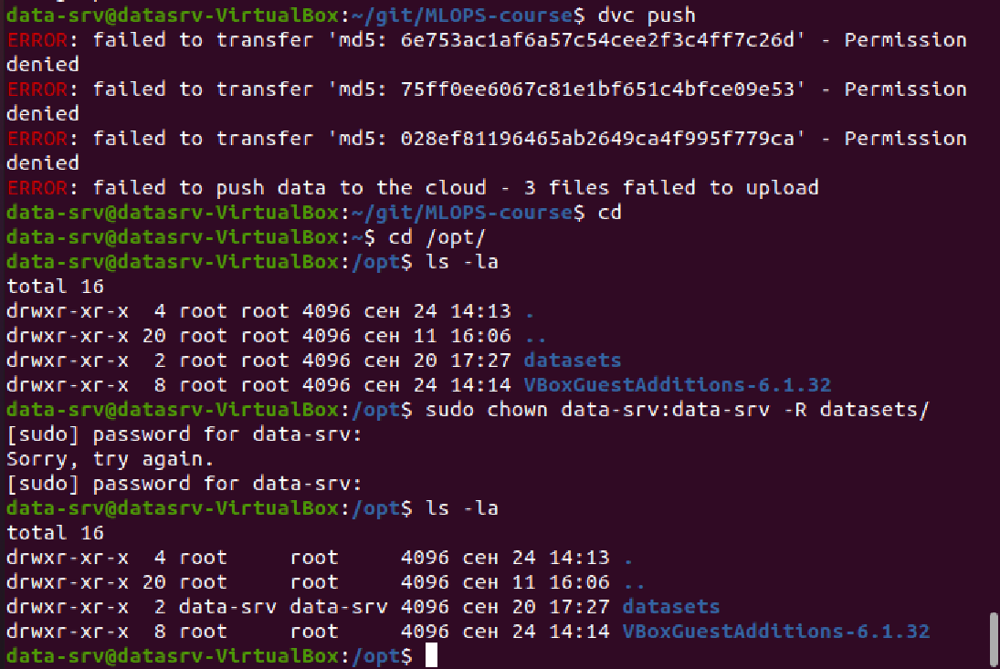 data-srv@datasrv-VirtualBox:~/git/MLOPS-course$ dvc push
ERROR: failed to transfer 'md5: 6e753ac1af6a57c54cee2f3c4ff7c26d' - Permission
denied
ERROR: failed to transfer 'md5: 75ff0ee6067c81e1bf651c4bfce09e53' - Permission
denied
ERROR: failed to transfer 'md5: 028ef81196465ab2649ca4f995f779ca' - Permission
denied
ERROR: failed to push data to the cloud - 3 files failed to upload
data-srv@datasrv-VirtualBox:~/git/MLOPS-course$ cd
data-srv@datasrv-VirtualBox:~$ cd /opt/
data-srv@datasrv-VirtualBox:/opt$ ls -la
total 16
drwxr-xr-x  4 root root 4096 сен 24 14:13 .
drwxr-xr-x 20 root root 4096 сен 11 16:06 ..
drwxr-xr-x  2 root root 4096 сен 20 17:27 datasets
drwxr-xr-x  8 root root 4096 сен 24 14:14 VBoxGuestAdditions-6.1.32
data-srv@datasrv-VirtualBox:/opt$ sudo chown data-srv:data-srv -R datasets/
[sudo] password for data-srv:
Sorry, try again.
[sudo] password for data-srv:
data-srv@datasrv-VirtualBox:/opt$ ls -la
total 16
drwxr-xr-x  4 root     root     4096 сен 24 14:13 .
drwxr-xr-x 20 root     root     4096 сен 11 16:06 ..
drwxr-xr-x  2 data-srv data-srv 4096 сен 20 17:27 datasets
drwxr-xr-x  8 root     root     4096 сен 24 14:14 VBoxGuestAdditions-6.1.32
data-srv@datasrv-VirtualBox:/opt$